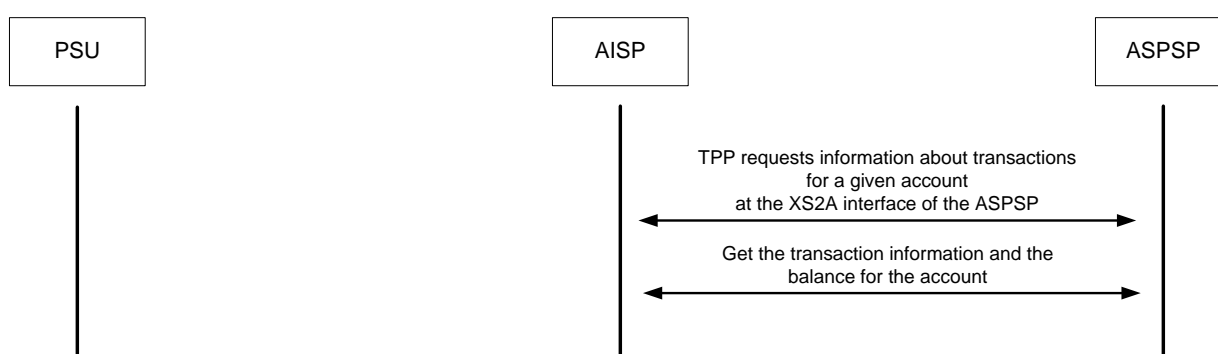 PSU
AISP
ASPSP
TPP requests information about transactions
for a given account
at the XS2A interface of the ASPSP
Get the transaction information and the
balance for the account